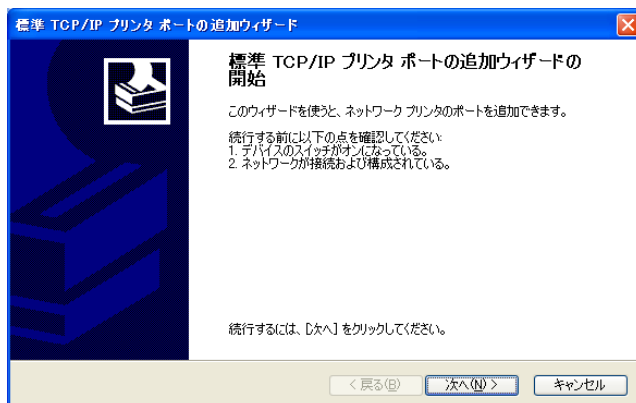 標準 TCP/IP プリンタ ポートの追加ウィザード
標準 TCP/IP プリンタ ポートの追加ウィザードの
開始
このウィザードを使うと、ネットワーク プリンタのポートを追加できます。
続行する前に以下の点を確認してください:
1. デバイスのスイッチがオンになっている。
2. ネットワークが接続および構成されている。
続行するには、[次へ] をクリックしてください。
< 戻る(B)
次へ(N) >
キャンセル